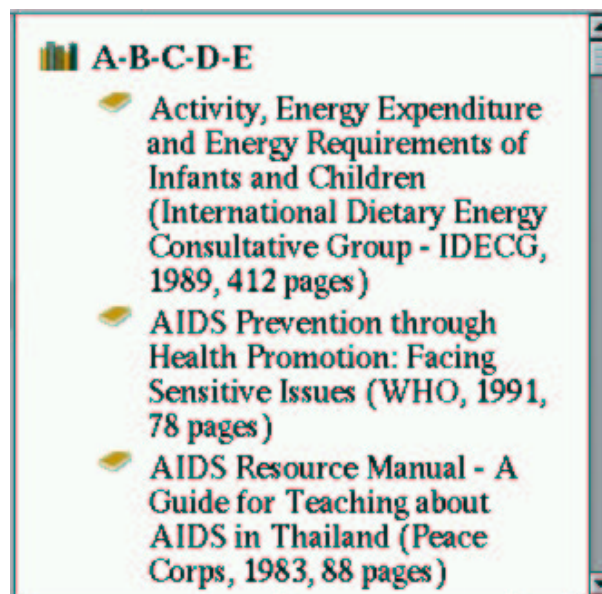 A-B-C-D-E
Activity, Energy Expenditure
and Energy Requirements of
Infants and Children
(International Dietary Energy
Consultative Group - IDECG,
1989, 412 pages)
AIDS Prevention through
Health Promotion: Facing
Sensitive Issues (WHO, 1991,
78 pages)
AIDS Resource Manual - A
Guide for Teaching about
AIDS in Thailand (Peace
Corps, 1983, 88 pages)